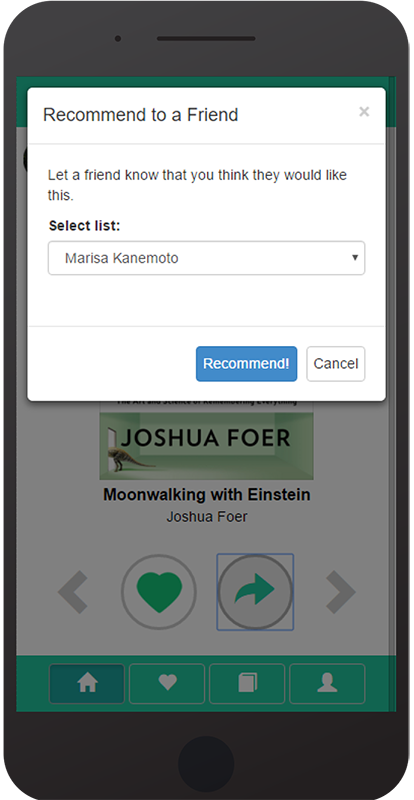 Recommend to a Friend ×
Let a friend know that you think they would like
this.
Select list:
Marisa Kanemoto
Recommend! Cancel
The Art and Science of Remembering Everything
JOSHUA FOER
Moonwalking with Einstein
Joshua Foer